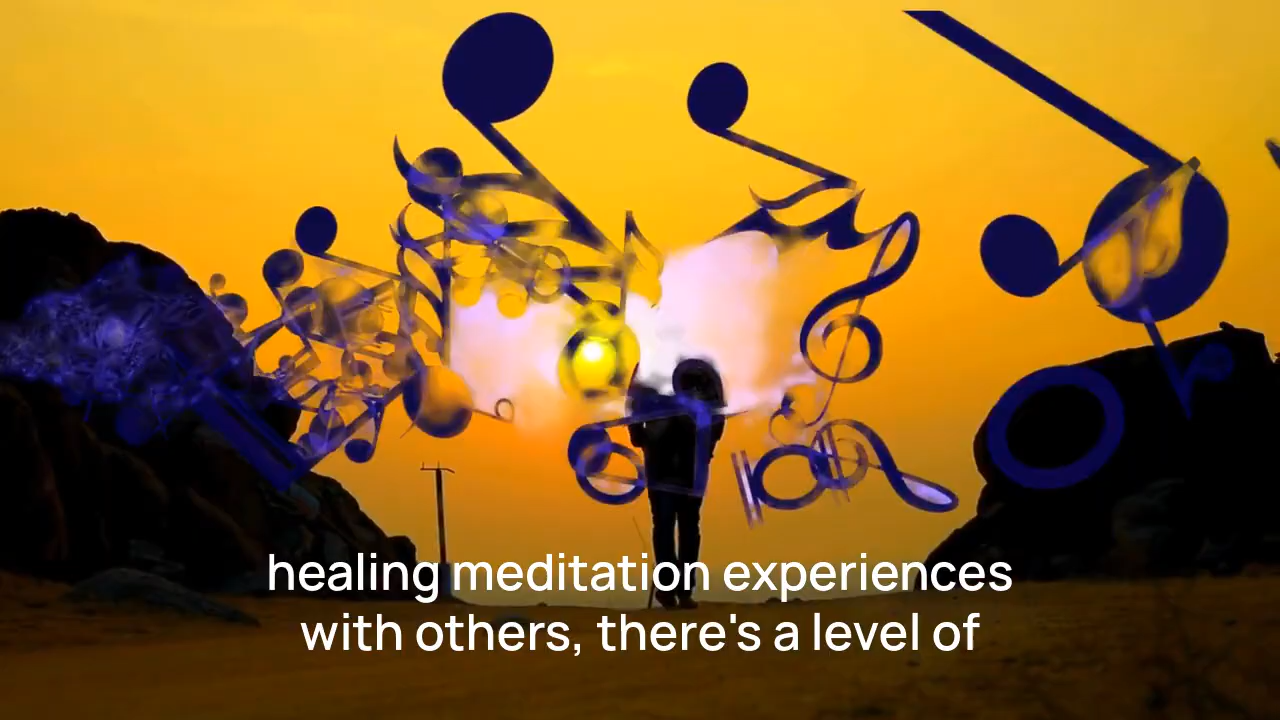 healing meditation experiences
with others, there's a level of